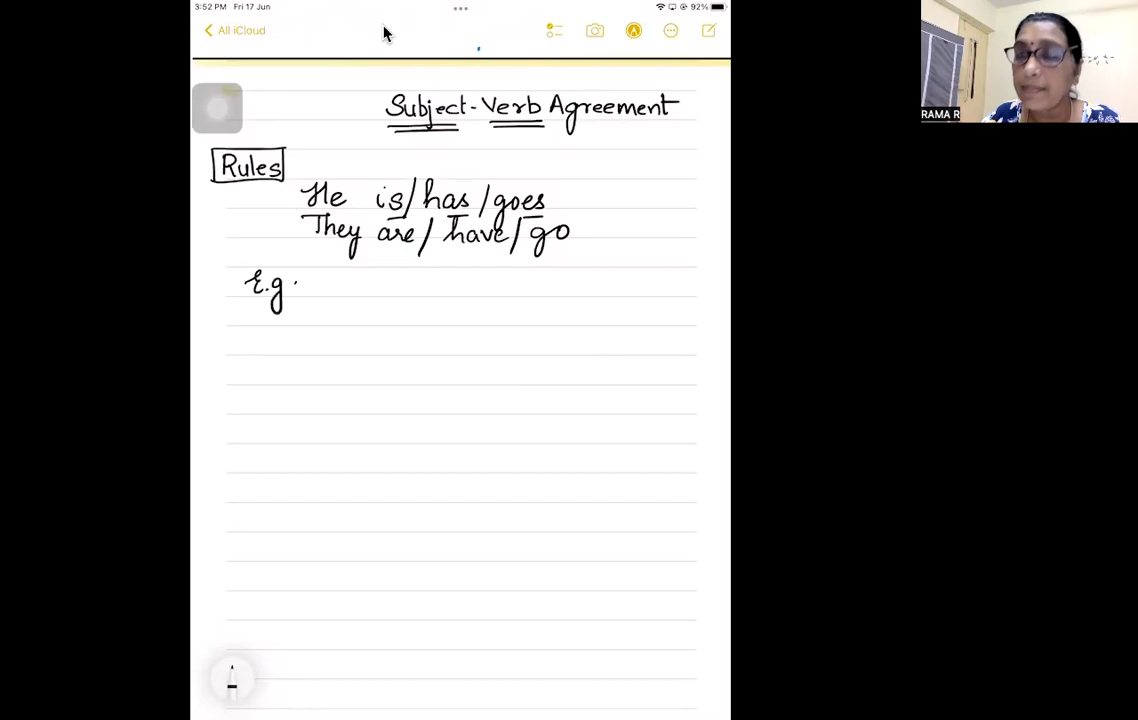 3:52 PM Fri 17 Jun
92%
All iCloud
RAMA R
Subject-Verb Agreement
Rules
He is/has/goes
They are/have/go
E.g.